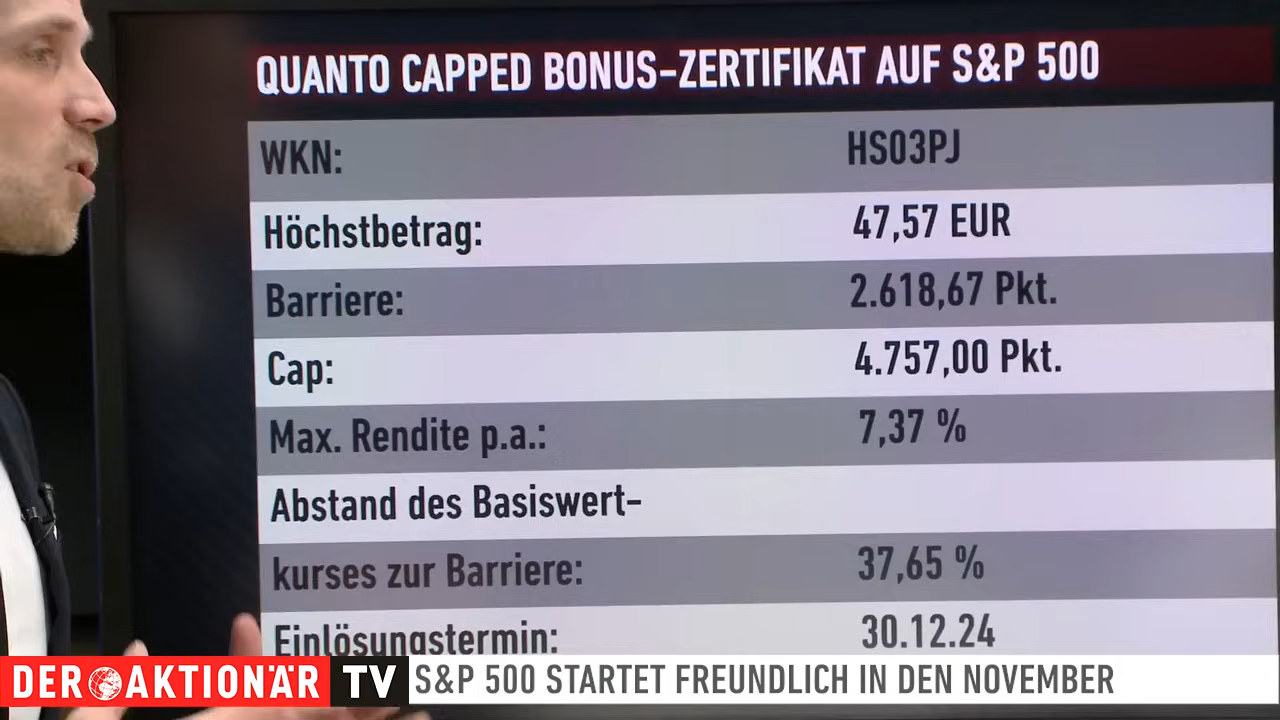 QUANTO CAPPED BONUS-ZERTIFIKAT AUF S&P 500
WKN: HS03PJ
Höchstbetrag: 47,57 EUR
Barriere: 2.618,67 Pkt.
Cap: 4.757,00 Pkt.
Max. Rendite p.a.: 7,37 %
Abstand des Basiswert-
kurses zur Barriere: 37,65 %
Einlösungstermin: 30.12.24
DER AKTIONÄR TV
S&P 500 STARTET FREUNDLICH IN DEN NOVEMBER